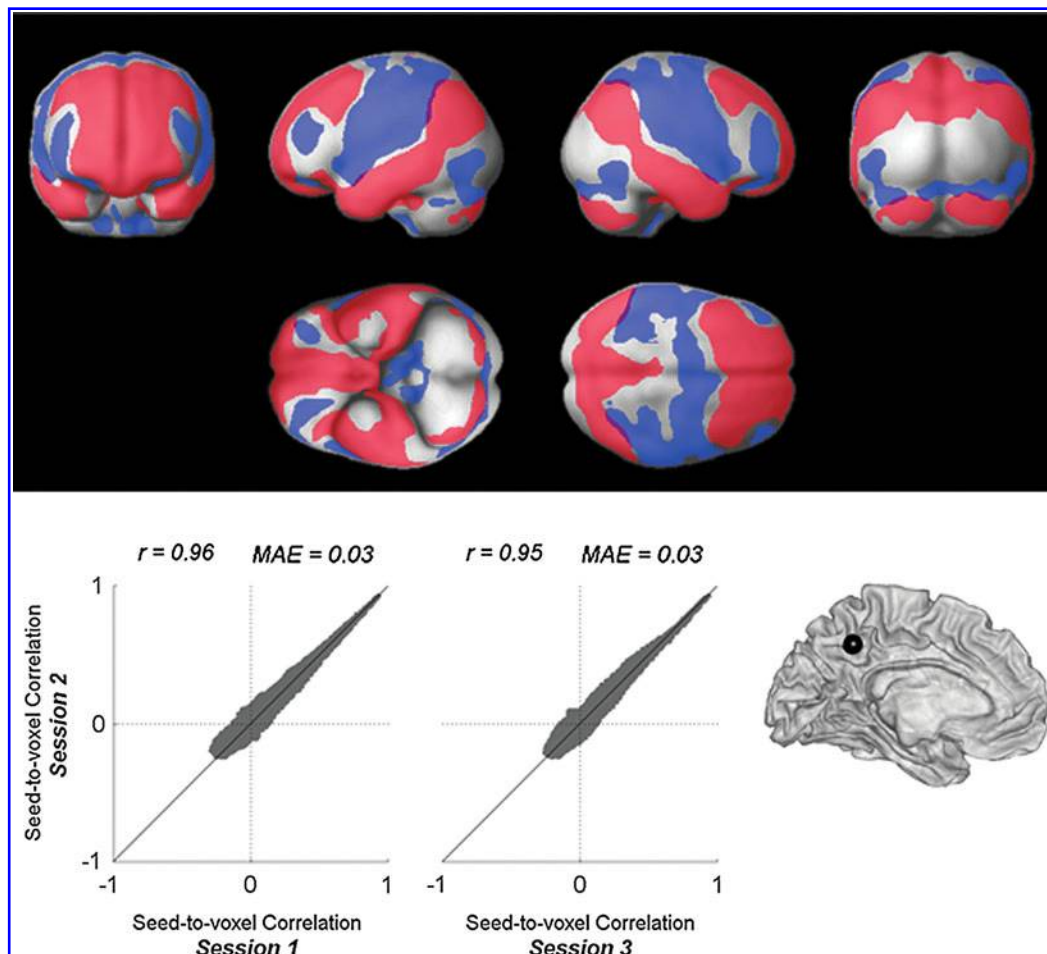 r = 0.96 MAE = 0.03 r = 0.95 MAE = 0.03
1
Seed-to-voxel Correlation
Session 2
0
-1
-1 0 1 -1 0 1
Seed-to-voxel Correlation Seed-to-voxel Correlation
Session 1 Session 3